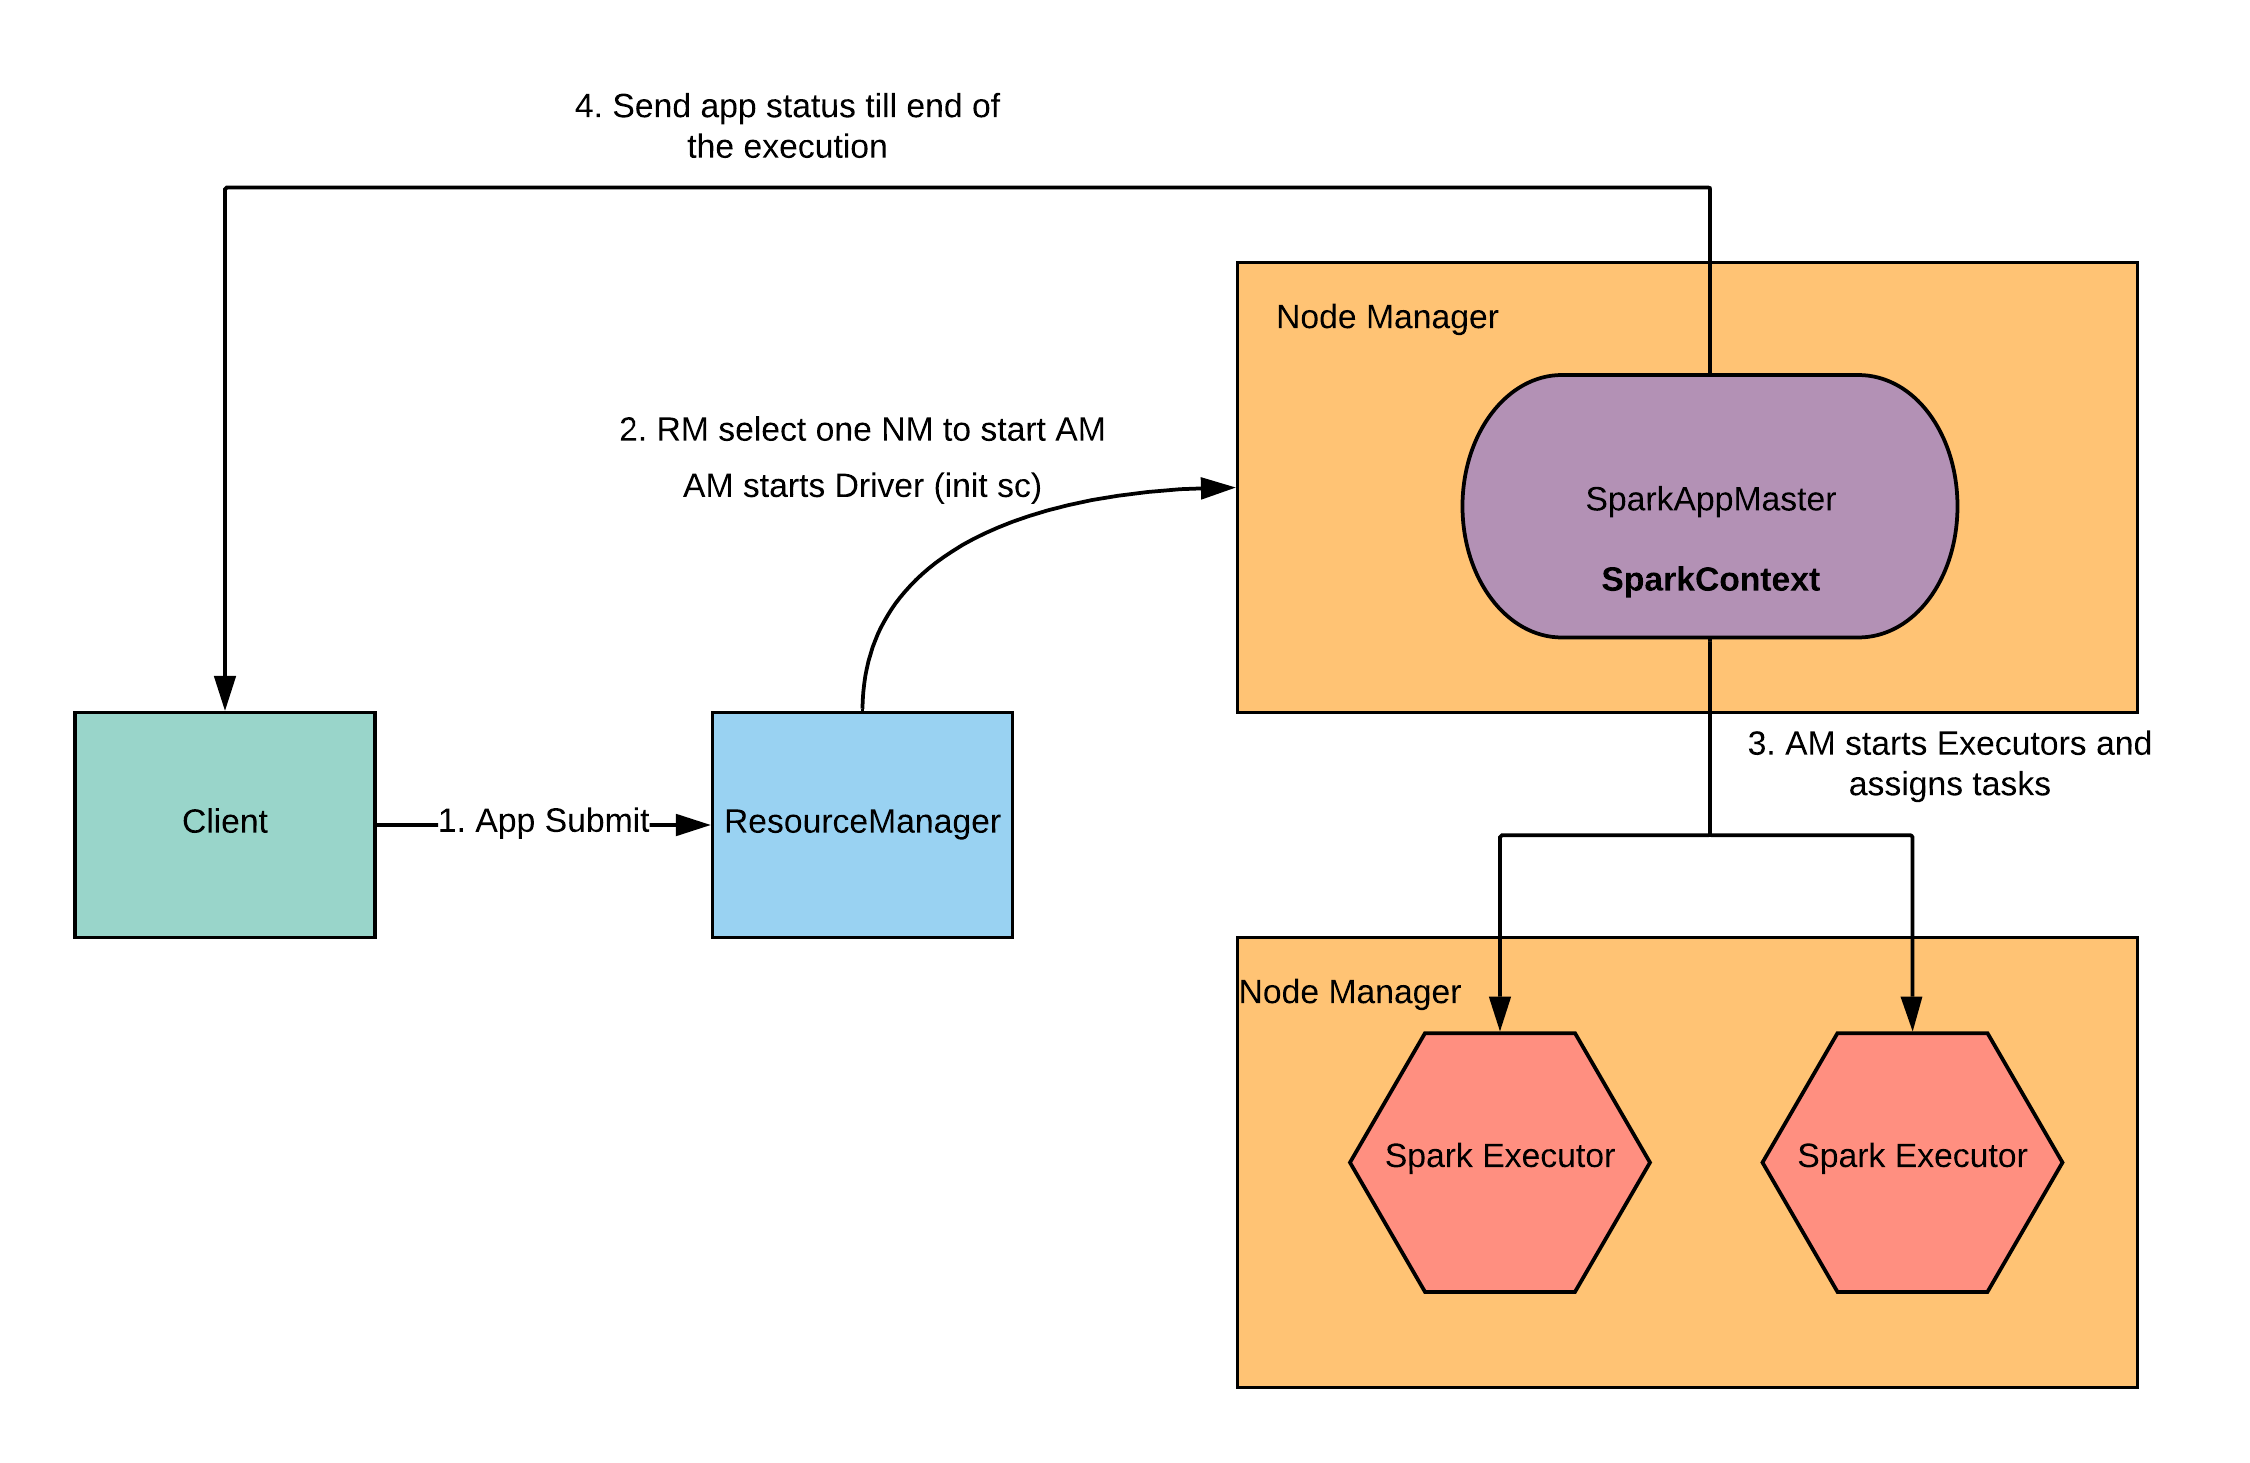 4. Send app status till end of
the execution
Node Manager
2. RM select one NM to start AM
AM starts Driver (init sc)
SparkAppMaster
SparkContext
Client
1. App Submit
ResourceManager
3. AM starts Executors and
assigns tasks
Node Manager
Spark Executor
Spark Executor